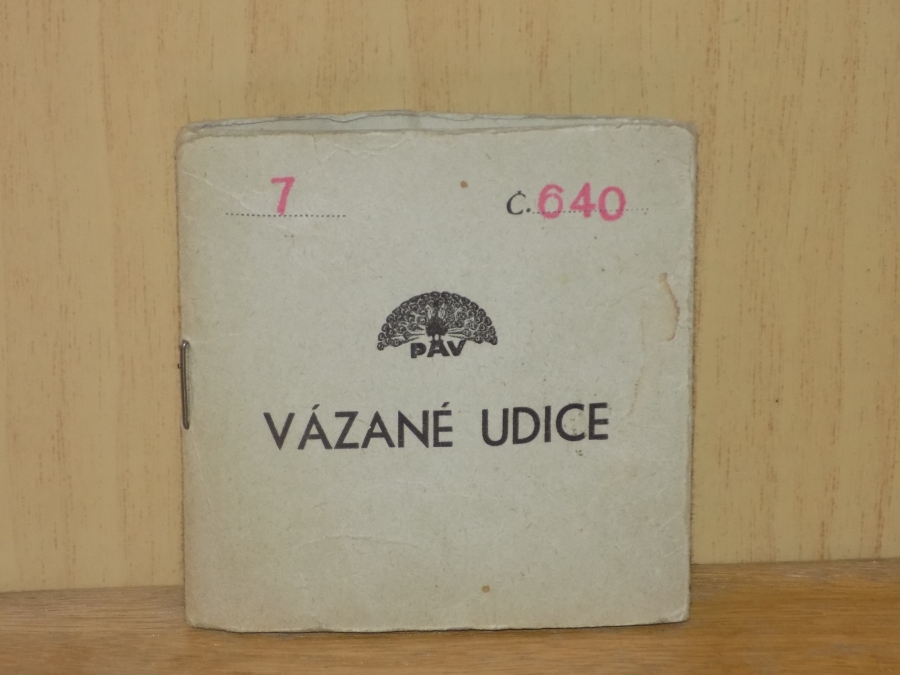 7 Č. 640
PÁV
VÁZANÉ UDICE